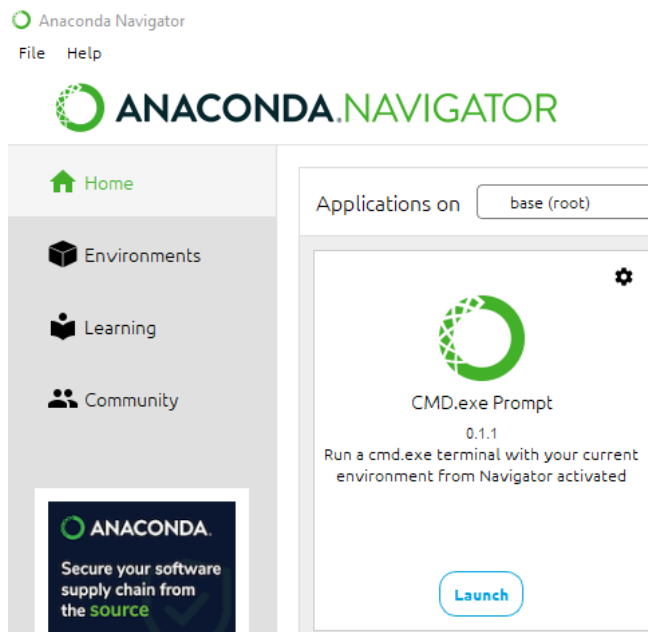 Anaconda Navigator
File Help
ANACONDA.NAVIGATOR
Home
Applications on base (root)
Environments
Learning
Community
CMD.exe Prompt
0.1.1
Run a cmd.exe terminal with your current
environment from Navigator activated
Launch
ANACONDA.
Secure your software
supply chain from
the source